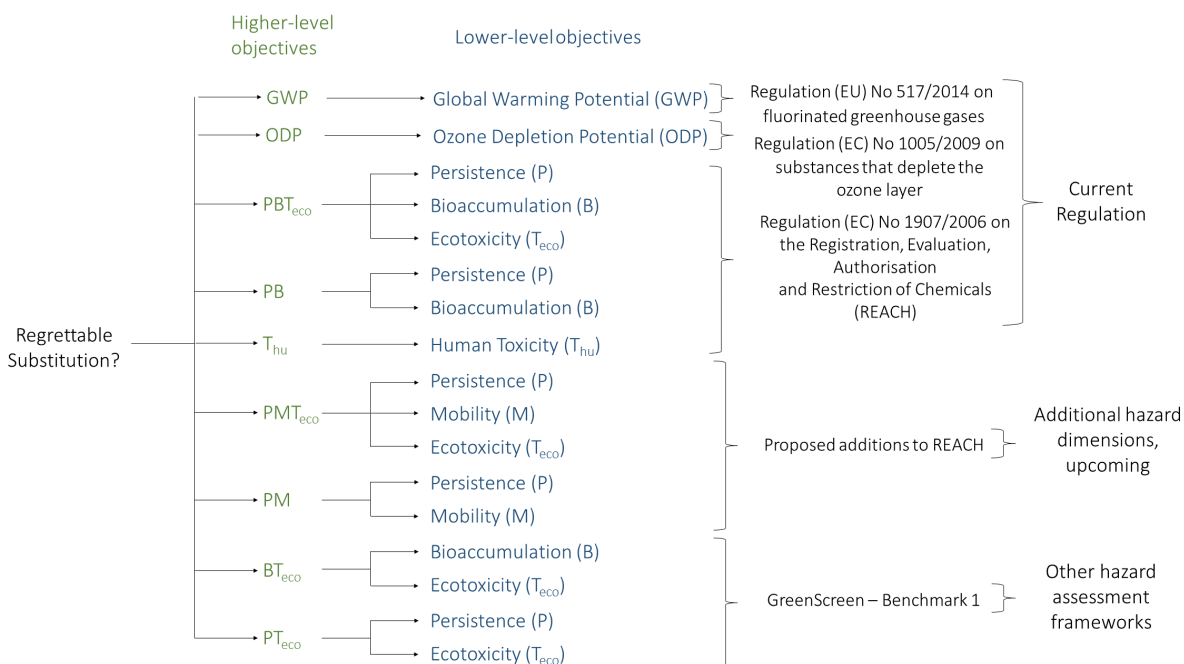 Higher-level
objectives
Lower-level objectives
GWP
Global Warming Potential (GWP)
Regulation (EU) No 517/2014 on
fluorinated greenhouse gases
ODP
Ozone Depletion Potential (ODP)
Regulation (EC) No 1005/2009 on
substances that deplete the
ozone layer
PBTeco
Persistence (P)
Bioaccumulation (B)
Ecotoxicity (Teco)
Regulation (EC) No 1907/2006 on
the Registration, Evaluation,
Authorisation
and Restriction of Chemicals
(REACH)
Current
Regulation
PB
Persistence (P)
Bioaccumulation (B)
Regrettable
Substitution?
Thu
Human Toxicity (Thu)
PMTeco
Persistence (P)
Mobility (M)
Ecotoxicity (Teco)
Proposed additions to REACH
Additional hazard
dimensions,
upcoming
PM
Persistence (P)
Mobility (M)
BTeco
Bioaccumulation (B)
Ecotoxicity (Teco)
GreenScreen – Benchmark 1
Other hazard
assessment
frameworks
PTeco
Persistence (P)
Ecotoxicity (Teco)